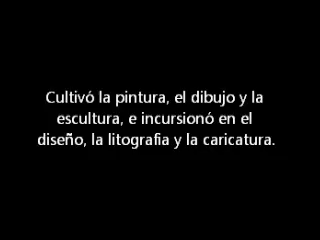 Cultivó la pintura, el dibujo y la
escultura, e incursionó en el
diseño, la litografia y la caricatura.